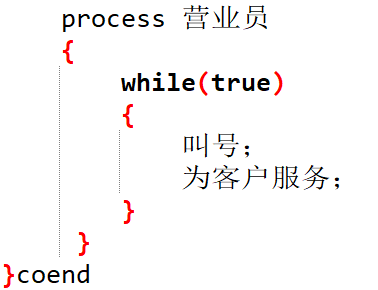 process 营业员
{
while(true)
{
叫号;
为客户服务;
}
}
}coend